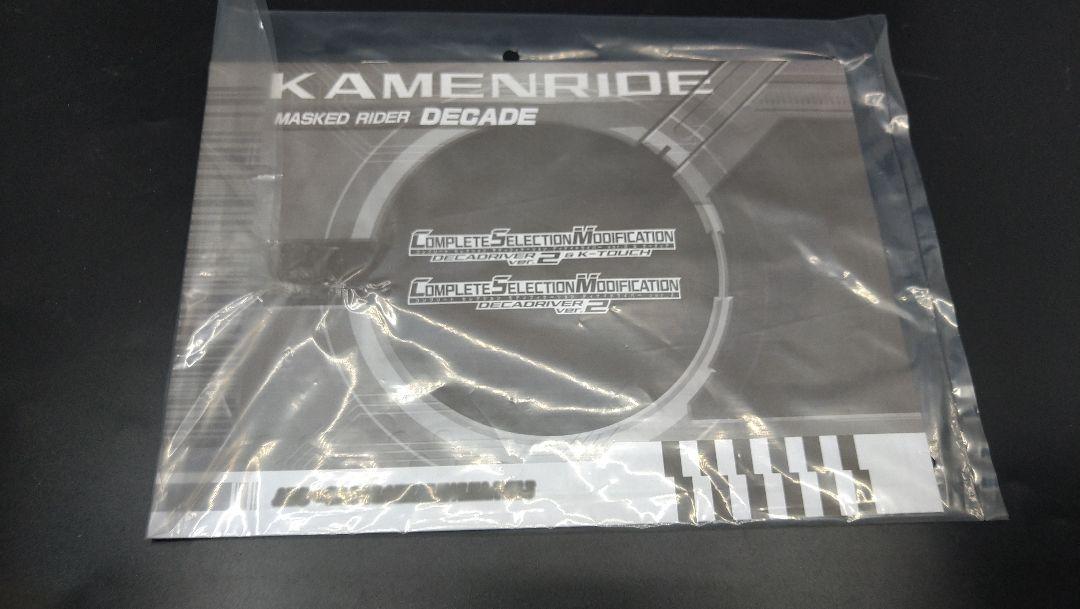 KAMENRIDE
MASKED RIDER DECADE
COMPLETE SELECTION MODIFICATION
DECADRIVER ver.2 & K-TOUCH
COMPLETE SELECTION MODIFICATION
DECADRIVER ver.2